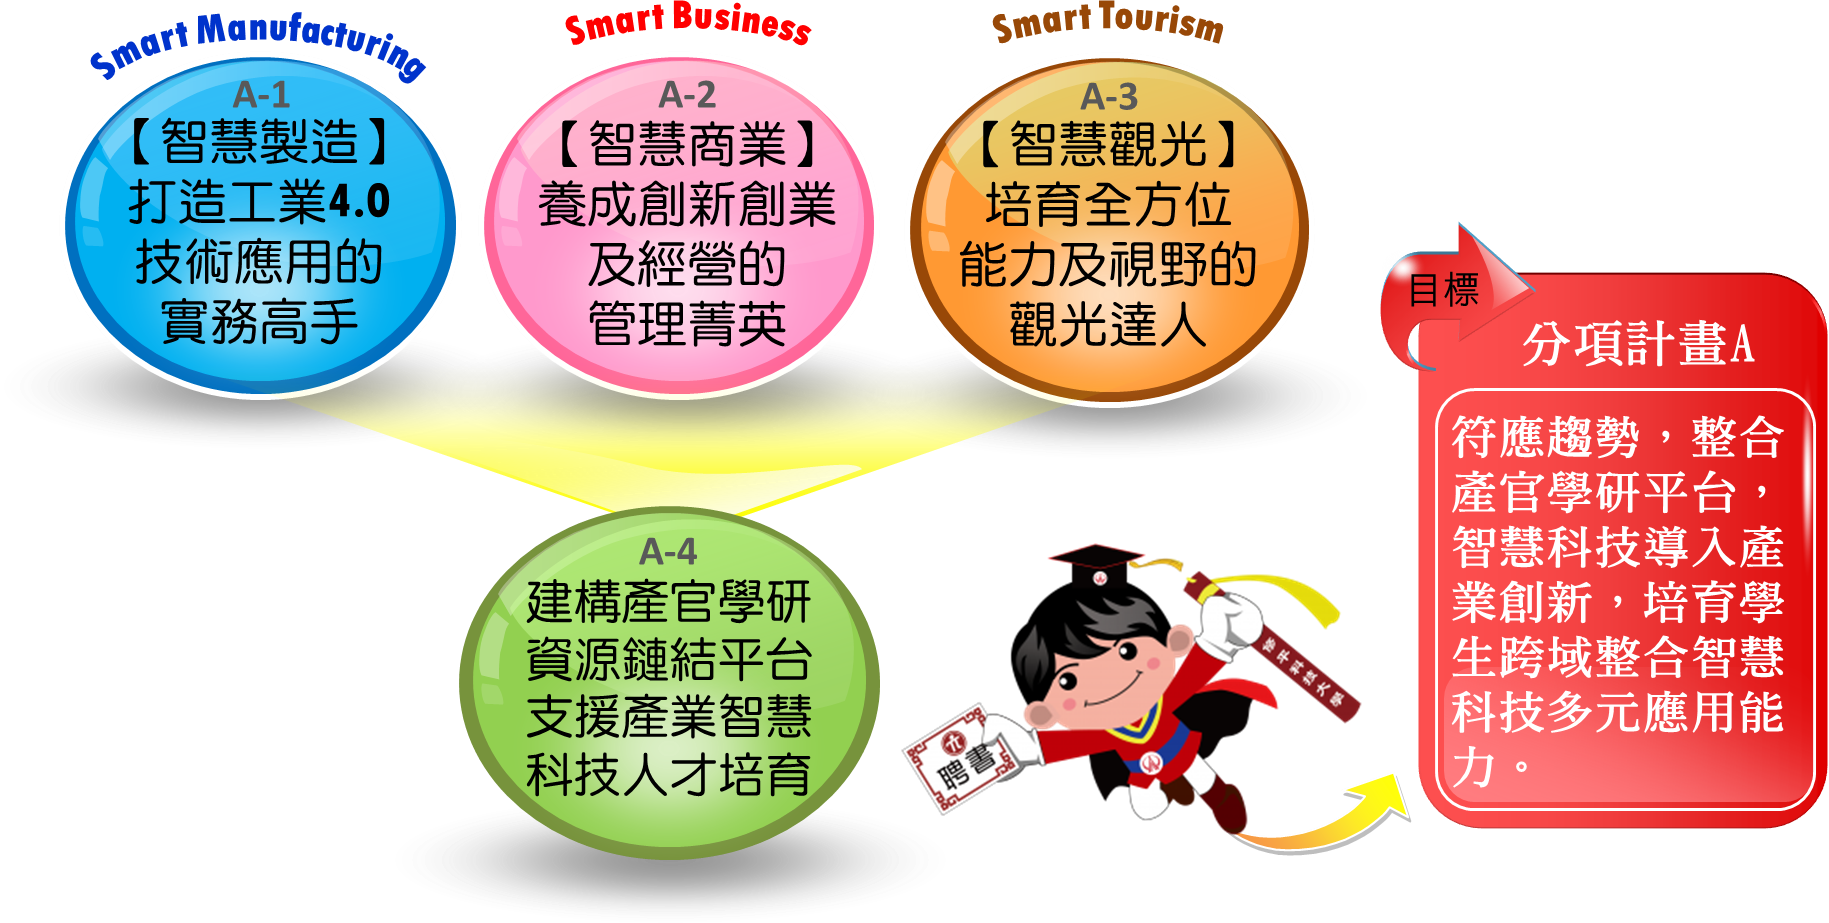 Smart Manufacturing
A-1
【智慧製造】
打造工業4.0
技術應用的
實務高手
Smart Business
A-2
【智慧商業】
養成創新創業
及經營的
管理菁英
Smart Tourism
A-3
【智慧觀光】
培育全方位
能力及視野的
觀光達人
A-4
建構產官學研
資源鏈結平台
支援產業智慧
科技人才培育
聘書
修平科技大學
目標
分項計畫A
符應趨勢，整合
產官學研平台，
智慧科技導入產
業創新，培育學
生跨域整合智慧
科技多元應用能
力。